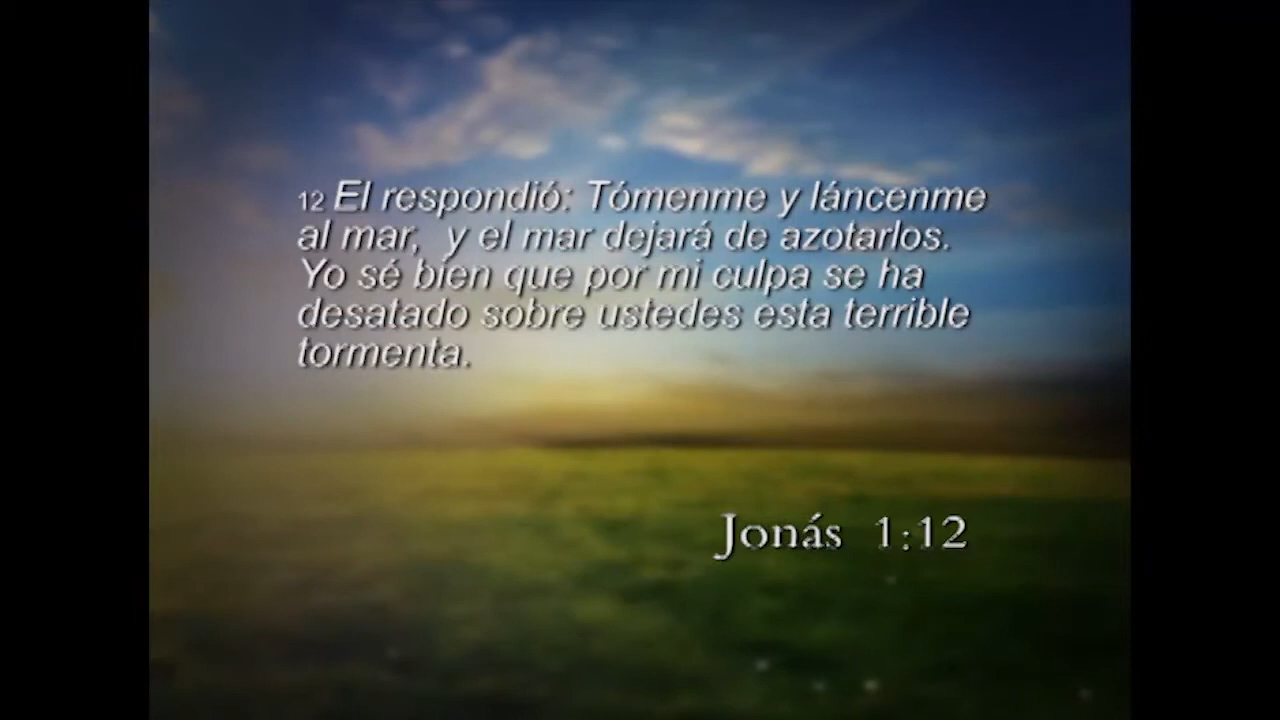 12 El respondió: Tómenme y láncenme
al mar, y el mar dejará de azotarlos.
Yo sé bien que por mi culpa se ha
desatado sobre ustedes esta terrible
tormenta.
Jonás 1:12